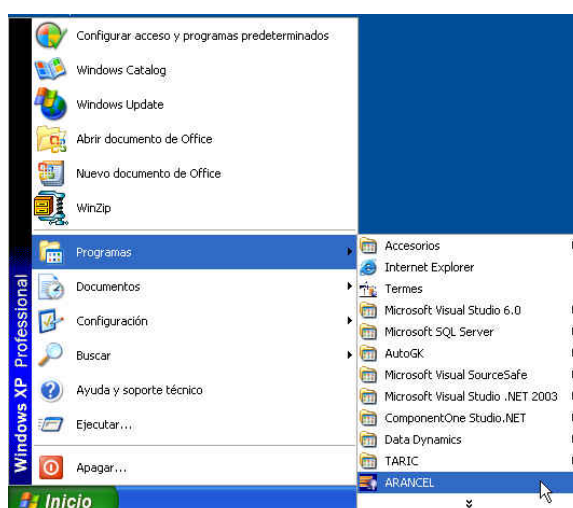 Configurar acceso y programas predeterminados
Windows Catalog
Windows Update
Abrir documento de Office
Nuevo documento de Office
WinZip
Programas
Documentos
Configuración
Buscar
Ayuda y soporte técnico
Ejecutar...
Apagar...
Windows XP Professional
Inicio
Accesorios
Internet Explorer
Termes
Microsoft Visual Studio 6.0
Microsoft SQL Server
AutoGK
Microsoft Visual SourceSafe
Microsoft Visual Studio .NET 2003
ComponentOne Studio.NET
Data Dynamics
TARIC
ARANCEL